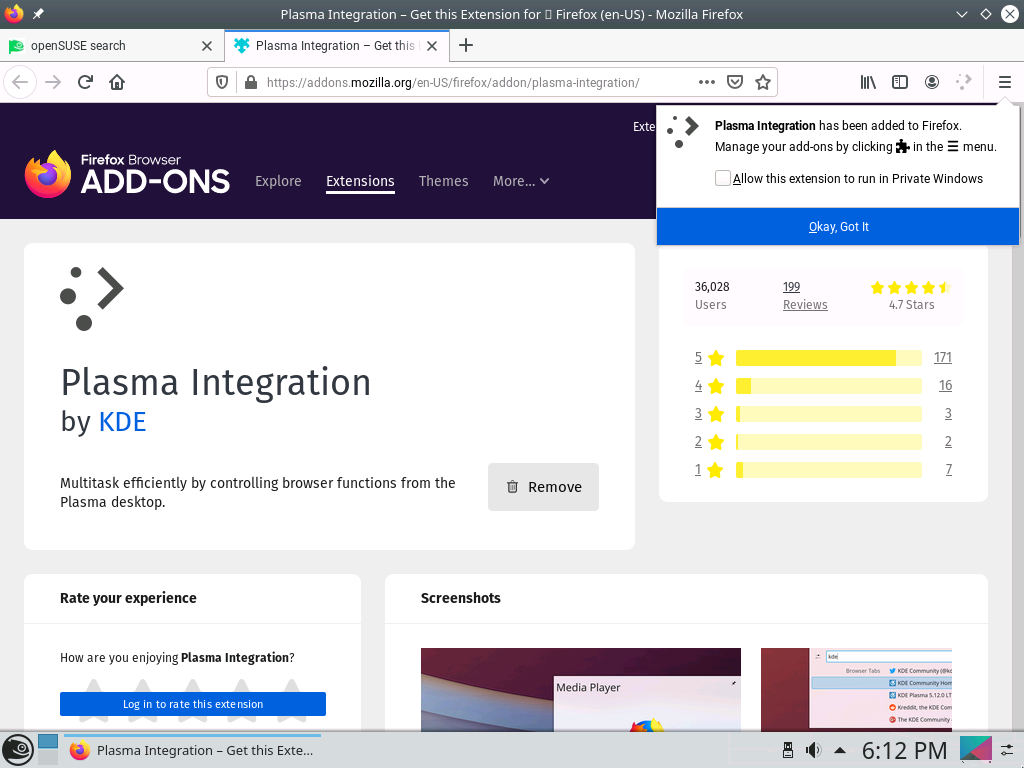 Plasma Integration – Get this Extension for 🦊 Firefox (en-US) - Mozilla Firefox
openSUSE search
Plasma Integration – Get this
https://addons.mozilla.org/en-US/firefox/addon/plasma-integration/
Exte
Plasma Integration has been added to Firefox.
Manage your add-ons by clicking in the menu.
Allow this extension to run in Private Windows
Okay, Got It
Firefox Browser
ADD-ONS
Explore
Extensions
Themes
More...
Plasma Integration
by KDE
Multitask efficiently by controlling browser functions from the
Plasma desktop.
Remove
36,028
Users
199
Reviews
4.7 Stars
5 171
4 16
3 3
2 2
1 7
Rate your experience
How are you enjoying Plasma Integration?
Log in to rate this extension
Screenshots
Media Player
kde
Browser Tabs
KDE Community (@kd
KDE Community Hom
KDE Plasma 5.12.0 LT
Kreddit, the KDE Com
The KDE Community
Plasma Integration – Get this Exte...
6:12 PM